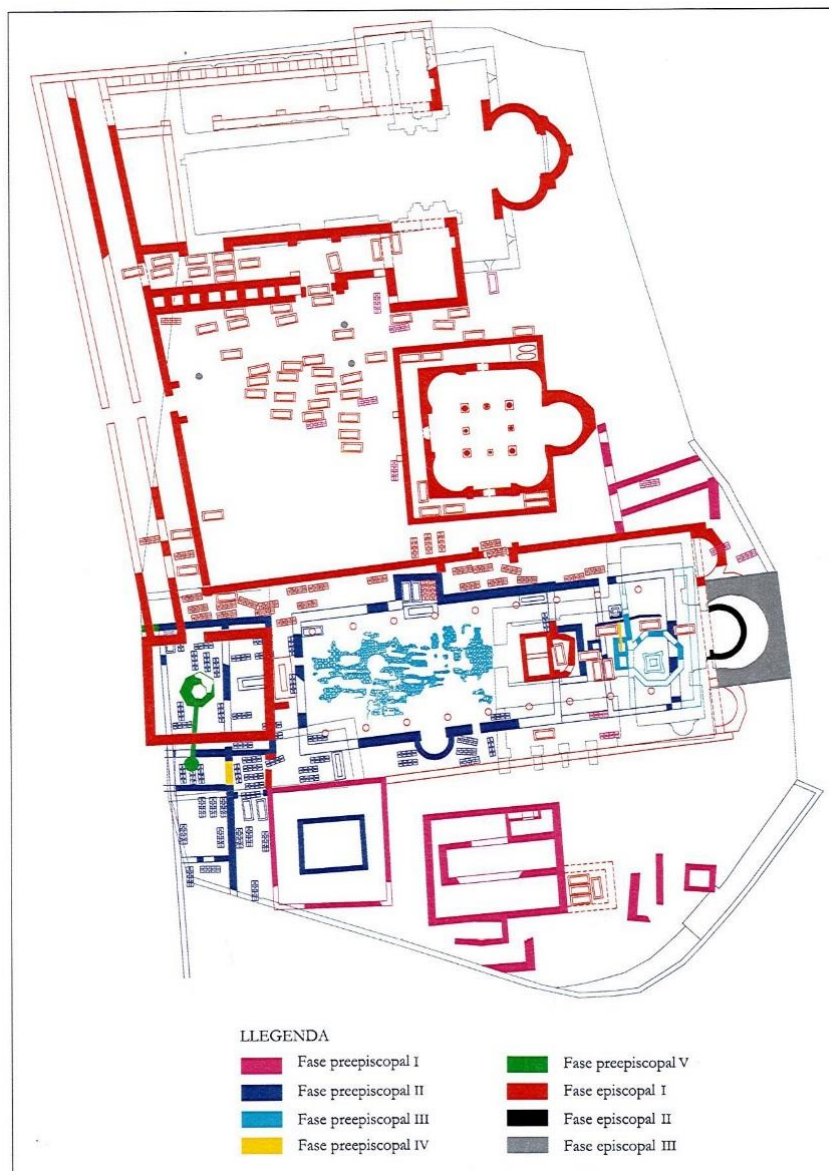 LLEGENDA
Fase preepiscopal I
Fase preepiscopal II
Fase preepiscopal III
Fase preepiscopal IV
Fase preepiscopal V
Fase episcopal I
Fase episcopal II
Fase episcopal III